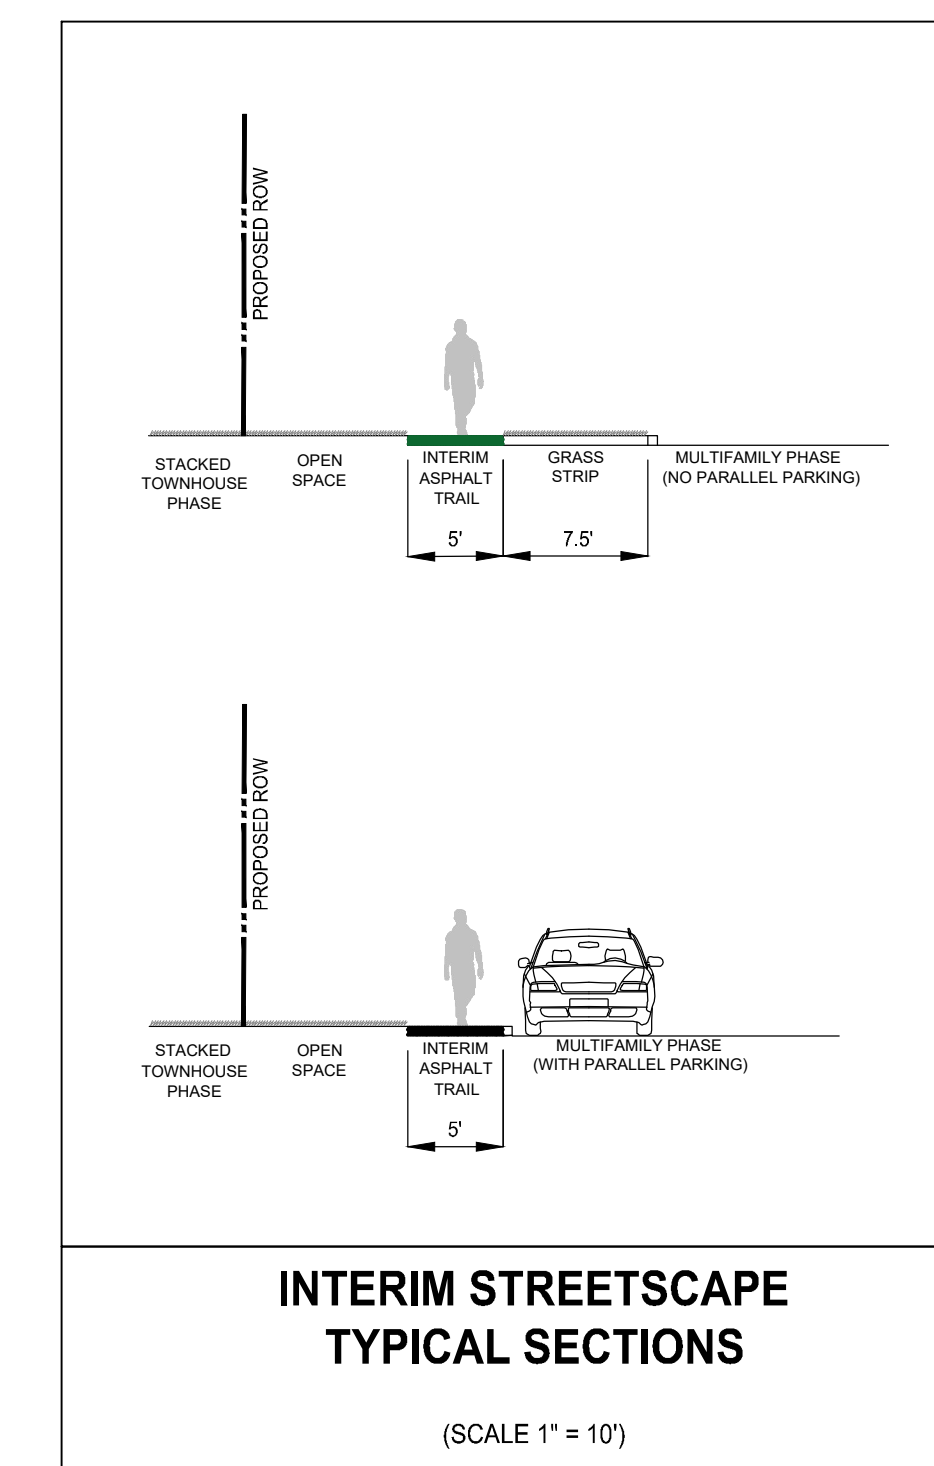 PROPOSED ROW
STACKED
TOWNHOUSE
PHASE
OPEN
SPACE
INTERIM
ASPHALT
TRAIL
GRASS
STRIP
MULTIFAMILY PHASE
(NO PARALLEL PARKING)
5'
7.5'
PROPOSED ROW
STACKED
TOWNHOUSE
PHASE
OPEN
SPACE
INTERIM
ASPHALT
TRAIL
MULTIFAMILY PHASE
(WITH PARALLEL PARKING)
5'
INTERIM STREETSCAPE
TYPICAL SECTIONS
(SCALE 1" = 10')